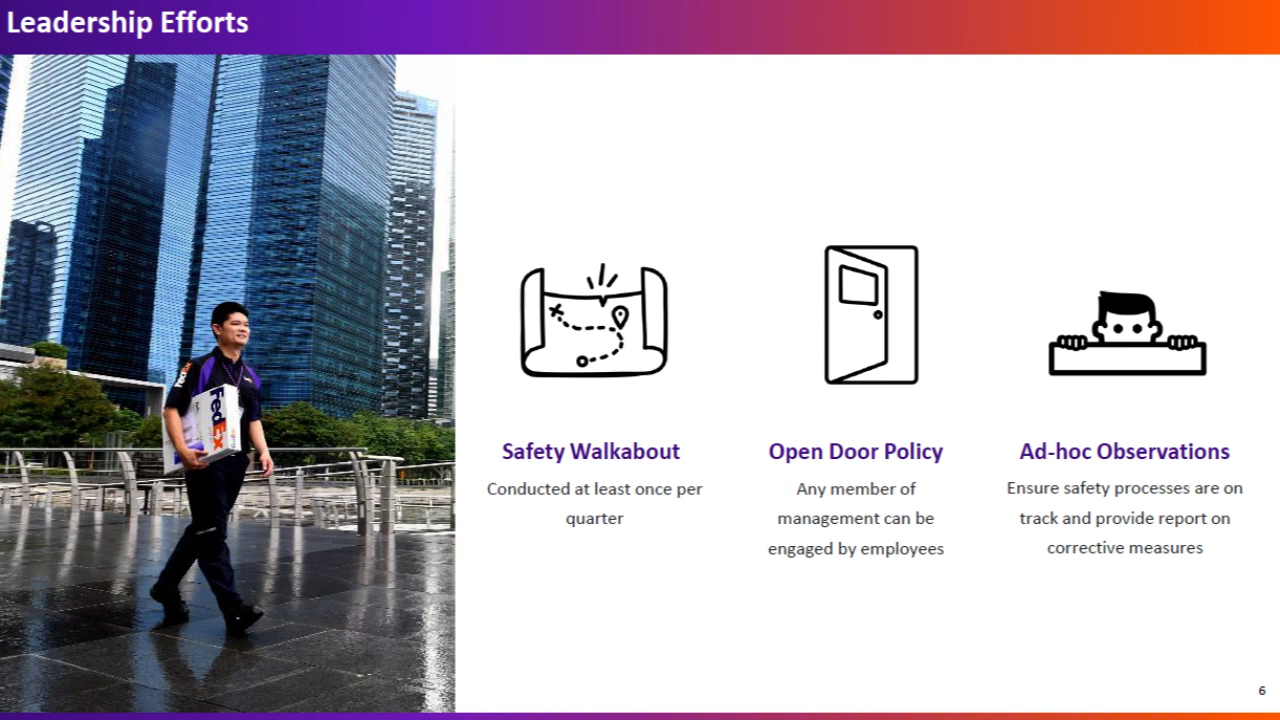 Leadership Efforts
FedEx
FedEx
Safety Walkabout
Conducted at least once per
quarter
Open Door Policy
Any member of
management can be
engaged by employees
Ad-hoc Observations
Ensure safety processes are on
track and provide report on
corrective measures
6